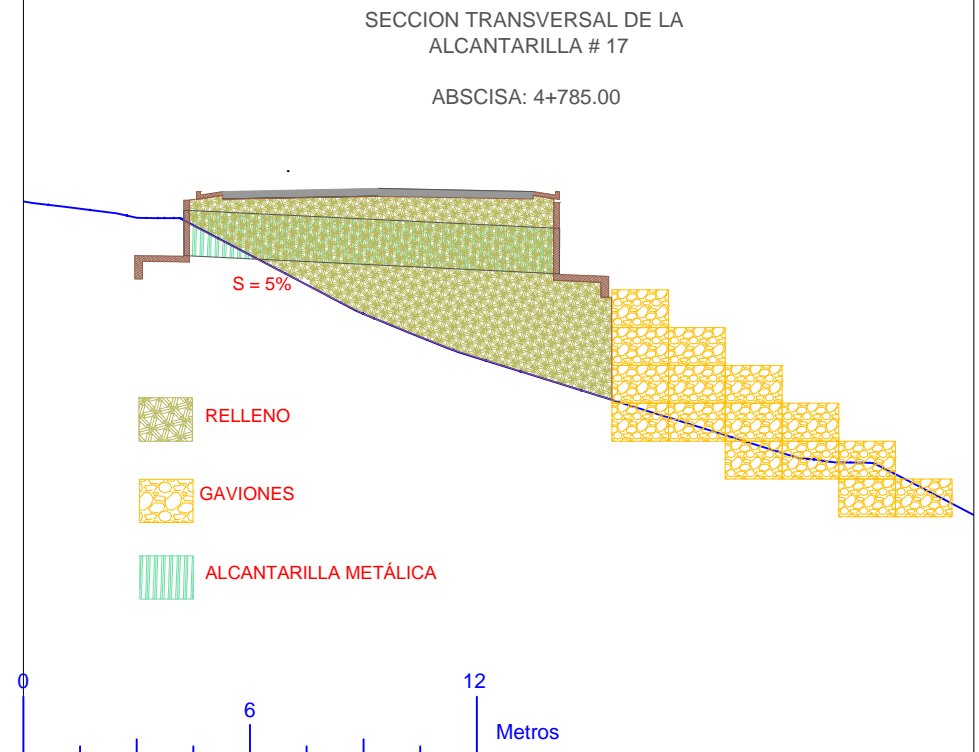 SECCION TRANSVERSAL DE LA
ALCANTARILLA # 17
ABSCISA: 4+785.00
S = 5%
RELLENO
GAVIONES
ALCANTARILLA METÁLICA
0
12
6
Metros